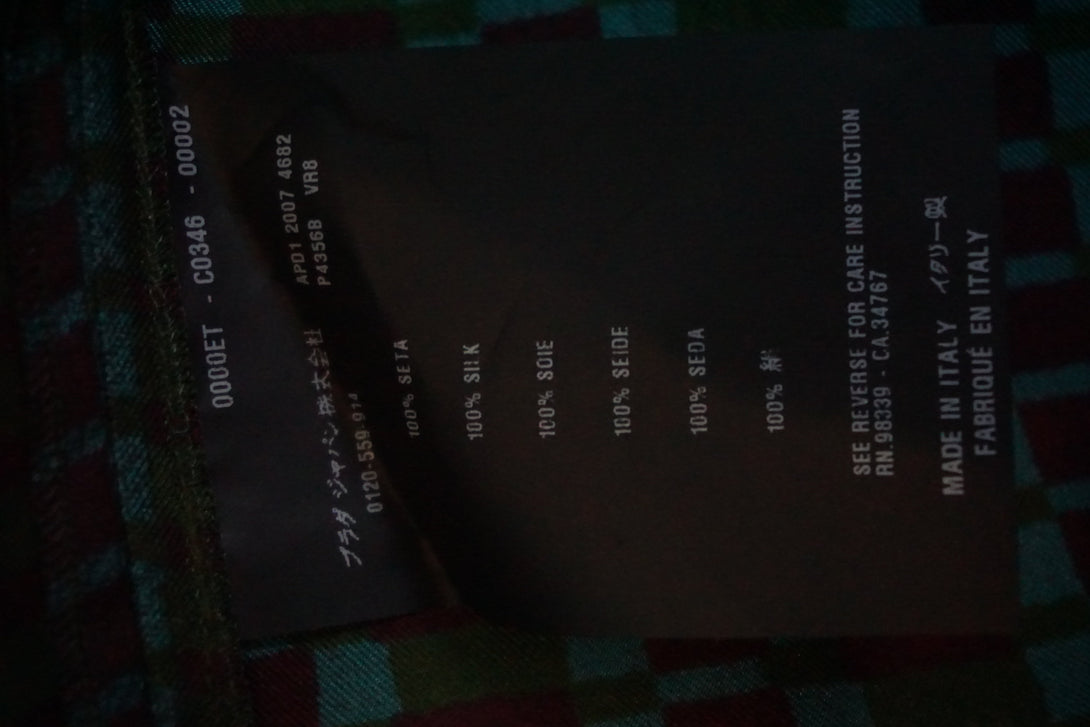 0000ET - C0346 - 00002
APD1 2007 4682
P4356B VR8
プラダ ジャパン株式会社
0120-559-914
100% SETA
100% SILK
100% SOIE
100% SEIDE
100% SEDA
100% 絹
SEE REVERSE FOR CARE INSTRUCTION
RN.98339 - CA.34767
MADE IN ITALY イタリー製
FABRIQUÉ EN ITALY